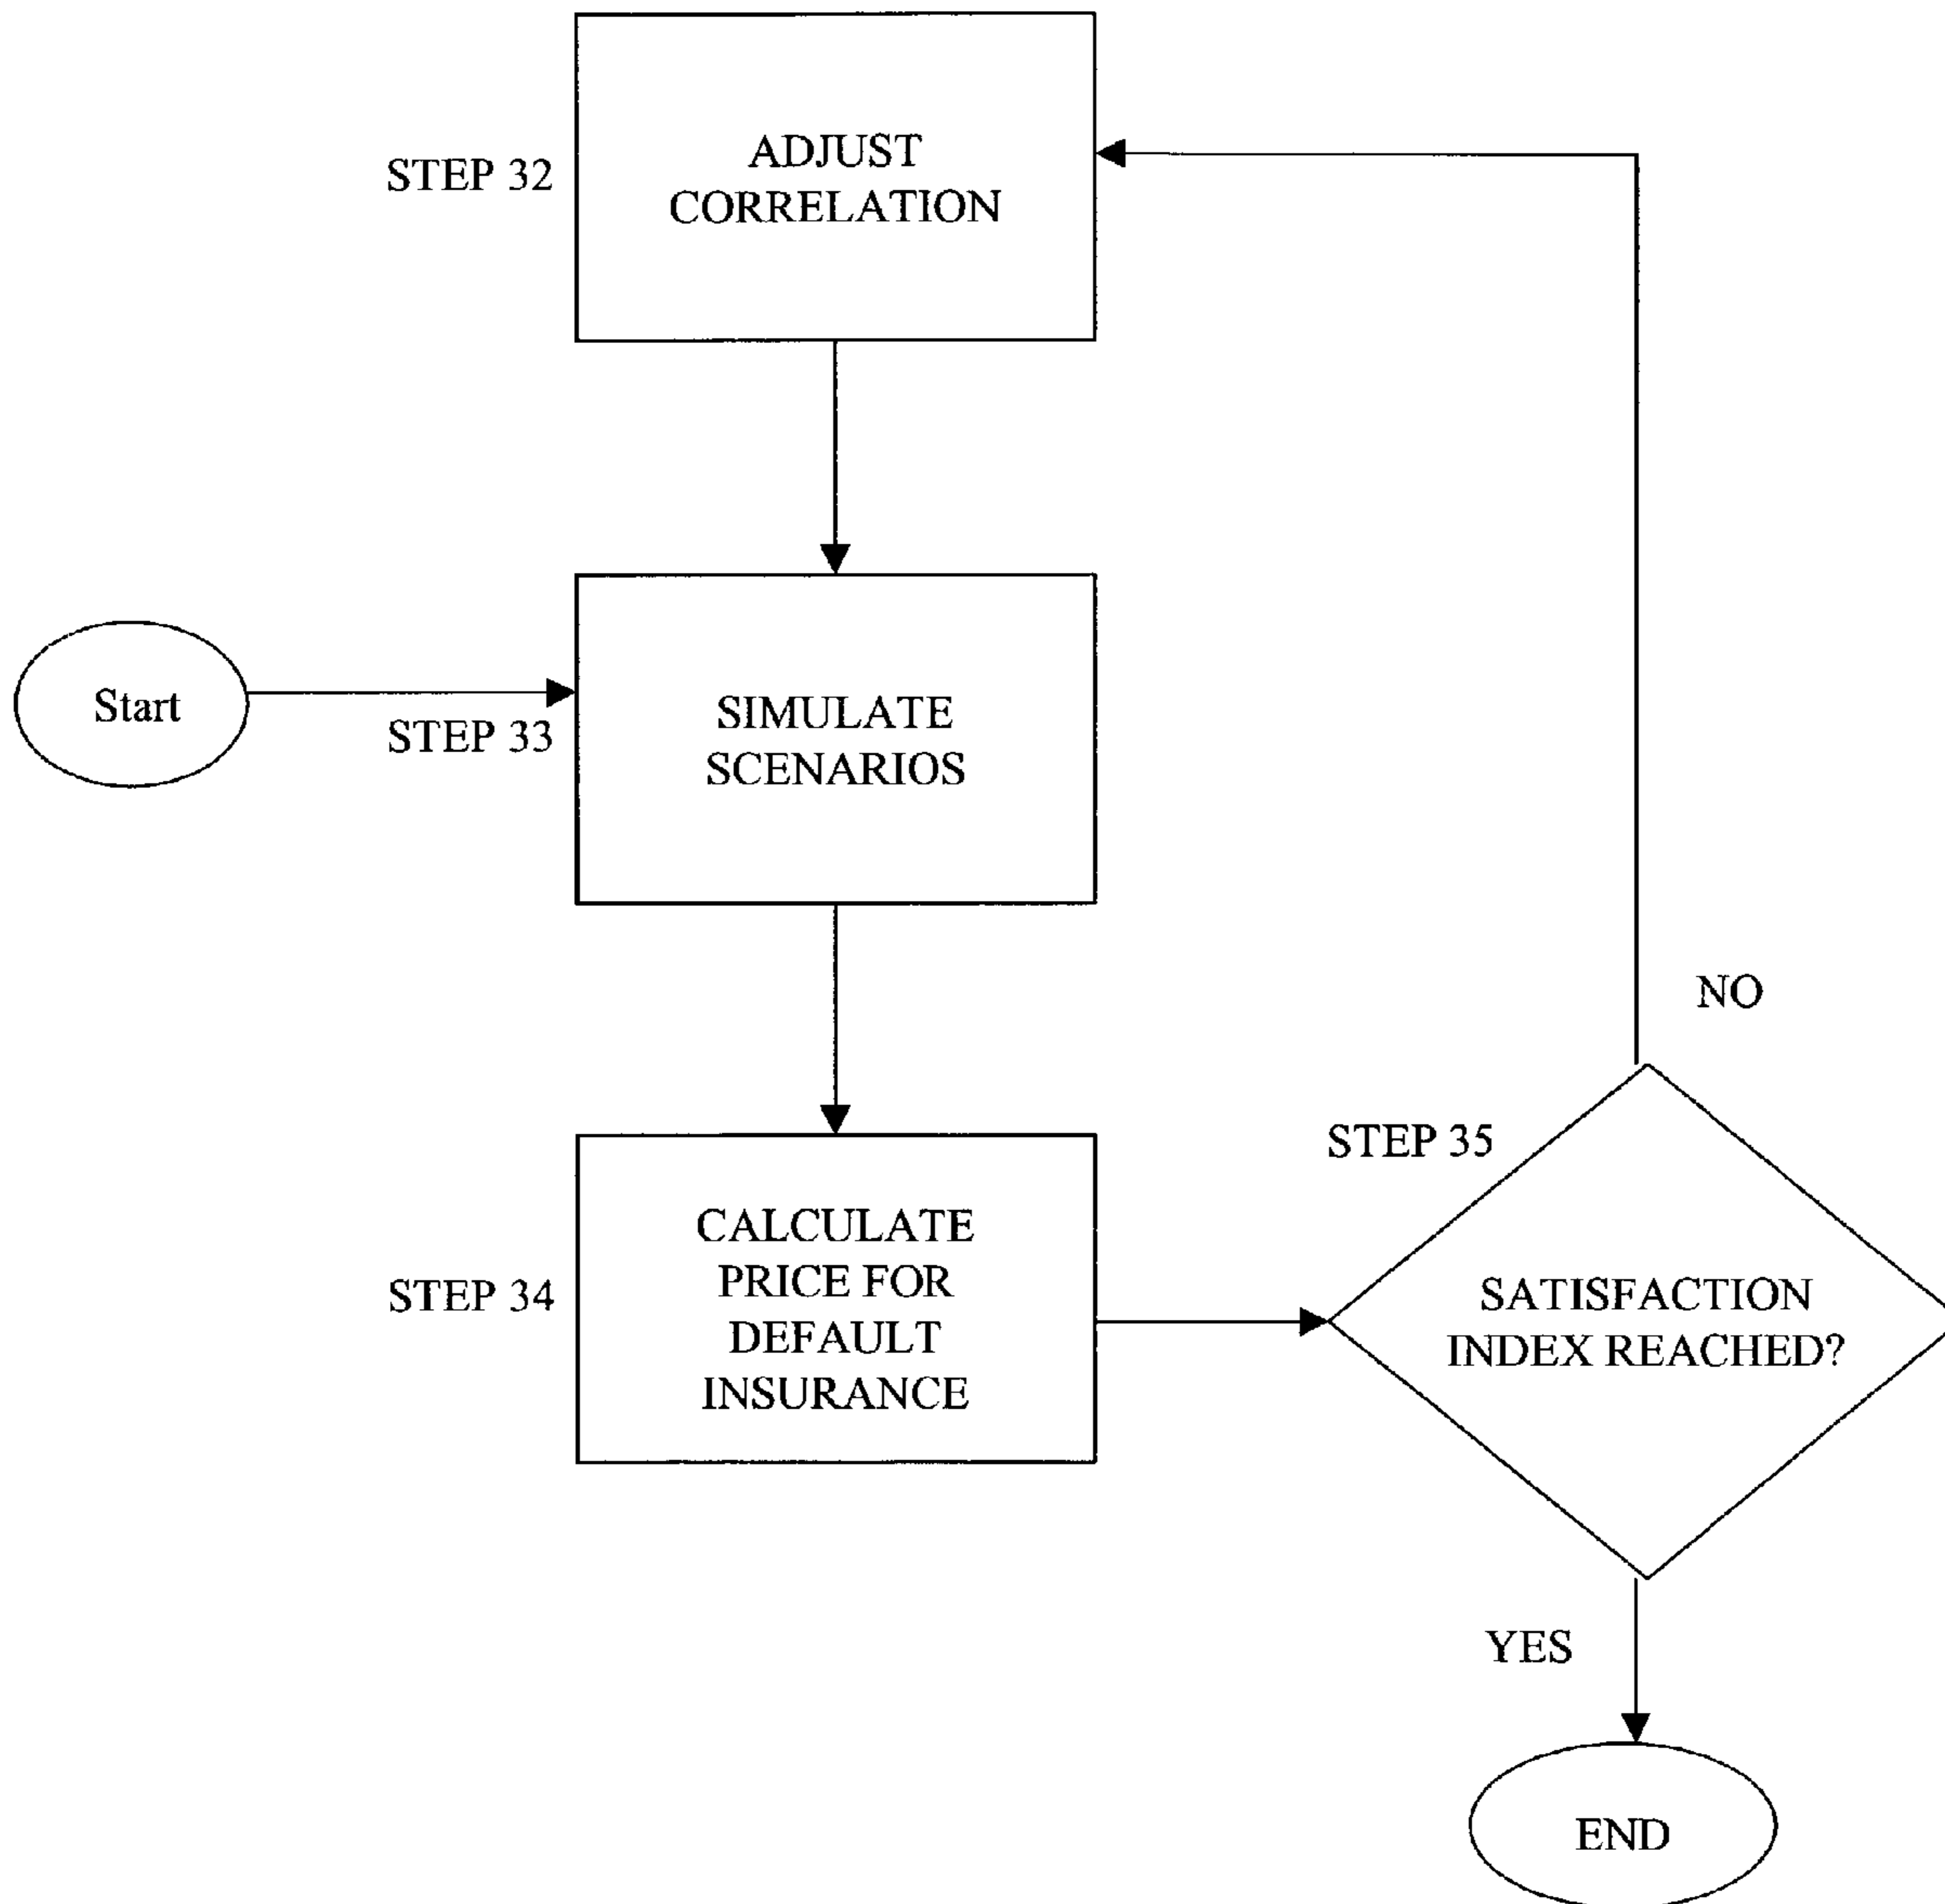 STEP 32
ADJUST
CORRELATION
Start
STEP 33
SIMULATE
SCENARIOS
NO
STEP 35
STEP 34
CALCULATE
PRICE FOR
DEFAULT
INSURANCE
SATISFACTION
INDEX REACHED?
YES
END